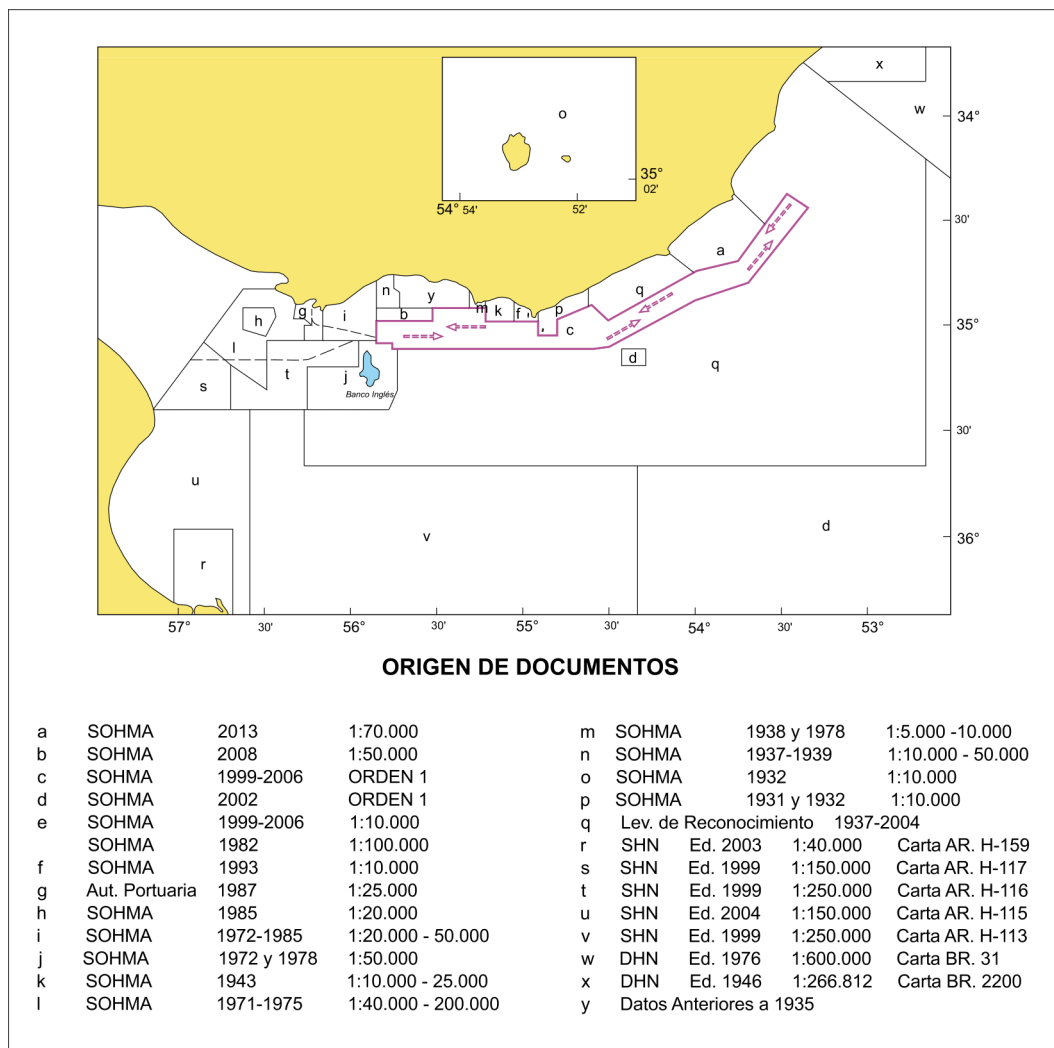 x
w
o
34°
35°
02'
54° 54'
52'
30'
a
n
y
q
g
i
b
m
k
f
p
c
h
35°
l
d
q
t
j
s
Banco Inglés
30'
u
v
d
36°
r
57°
30'
56°
30'
55°
30'
54°
30'
53°
ORIGEN DE DOCUMENTOS
a SOHMA 2013 1:70.000
b SOHMA 2008 1:50.000
c SOHMA 1999-2006 ORDEN 1
d SOHMA 2002 ORDEN 1
e SOHMA 1999-2006 1:10.000
SOHMA 1982 1:100.000
f SOHMA 1993 1:10.000
g Aut. Portuaria 1987 1:25.000
h SOHMA 1985 1:20.000
i SOHMA 1972-1985 1:20.000 - 50.000
j SOHMA 1972 y 1978 1:50.000
k SOHMA 1943 1:10.000 - 25.000
l SOHMA 1971-1975 1:40.000 - 200.000
m SOHMA 1938 y 1978 1:5.000 -10.000
n SOHMA 1937-1939 1:10.000 - 50.000
o SOHMA 1932 1:10.000
p SOHMA 1931 y 1932 1:10.000
q Lev. de Reconocimiento 1937-2004
r SHN Ed. 2003 1:40.000 Carta AR. H-159
s SHN Ed. 1999 1:150.000 Carta AR. H-117
t SHN Ed. 1999 1:250.000 Carta AR. H-116
u SHN Ed. 2004 1:150.000 Carta AR. H-115
v SHN Ed. 1999 1:250.000 Carta AR. H-113
w DHN Ed. 1976 1:600.000 Carta BR. 31
x DHN Ed. 1946 1:266.812 Carta BR. 2200
y Datos Anteriores a 1935